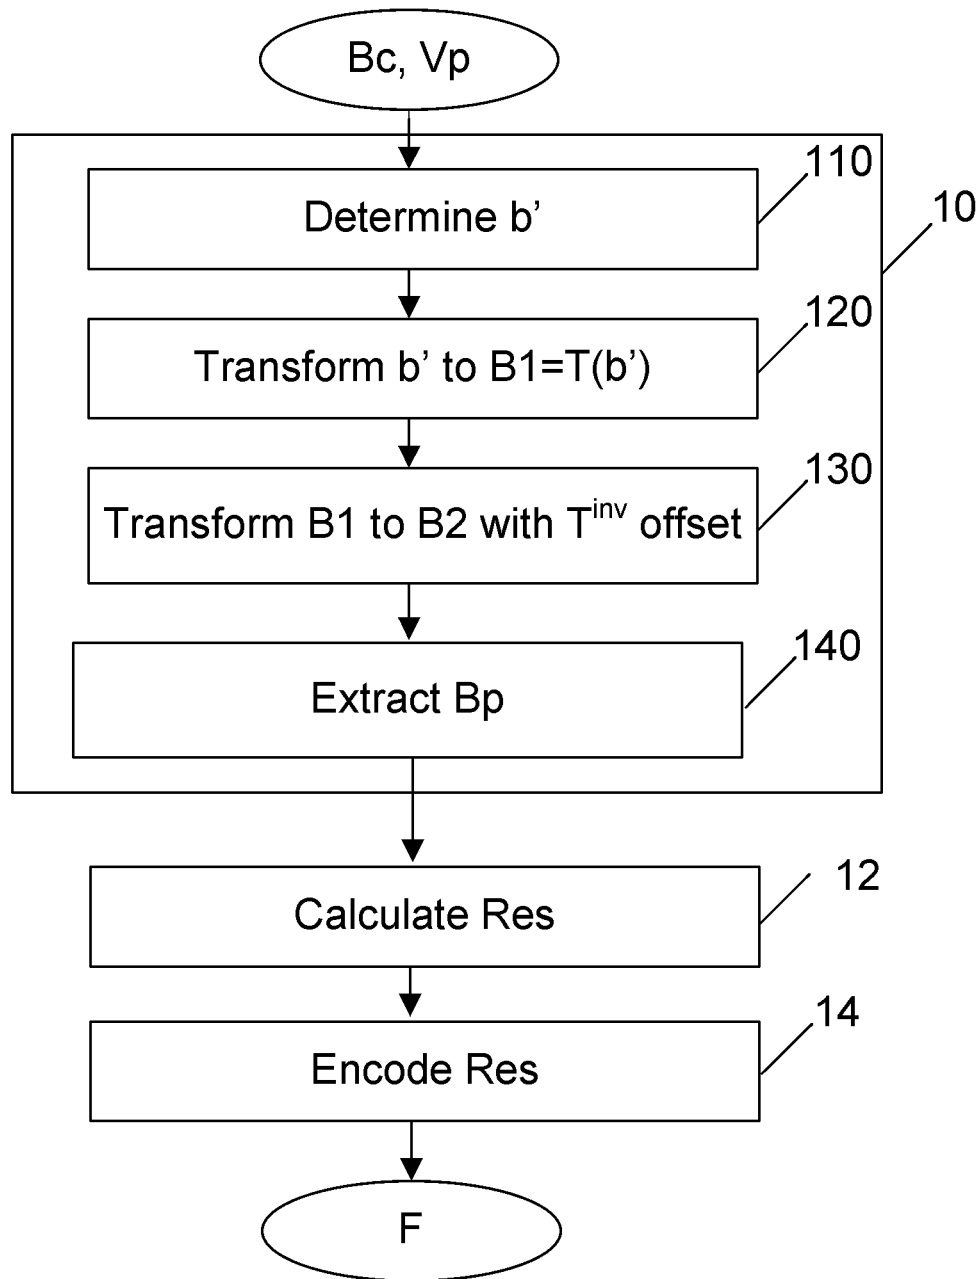 Bc, Vp
110
Determine b’
10
120
Transform b’ to B1=T(b’)
130
Transform B1 to B2 with Tinv offset
140
Extract Bp
12
Calculate Res
14
Encode Res
F